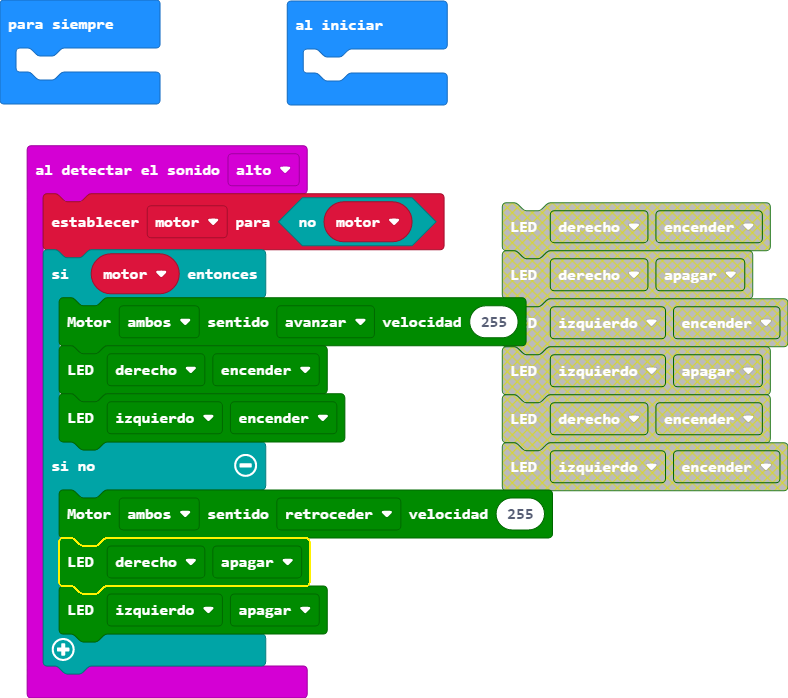 para siempre
al iniciar
al detectar el sonido alto
establecer motor para no motor
si motor entonces
Motor ambos sentido avanzar velocidad 255
LED derecho encender
LED izquierdo encender
si no
Motor ambos sentido retroceder velocidad 255
LED derecho apagar
LED izquierdo apagar
LED derecho encender
LED derecho apagar
D izquierdo encender
LED izquierdo apagar
LED derecho encender
LED izquierdo encender